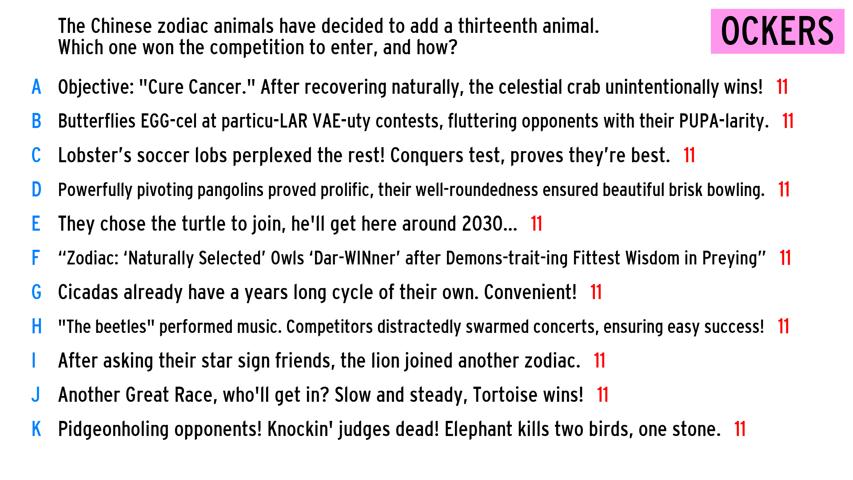 The Chinese zodiac animals have decided to add a thirteenth animal.
Which one won the competition to enter, and how?
OCKERS
A Objective: "Cure Cancer." After recovering naturally, the celestial crab unintentionally wins! 11
B Butterflies EGG-cel at particu-LAR VAE-uty contests, fluttering opponents with their PUPA-larity. 11
C Lobster's soccer lobs perplexed the rest! Conquers test, proves they're best. 11
D Powerfully pivoting pangolins proved prolific, their well-roundedness ensured beautiful brisk bowling. 11
E They chose the turtle to join, he'll get here around 2030... 11
F “Zodiac: ‘Naturally Selected’ Owls ‘Dar-WINner’ after Demons-trait-ing Fittest Wisdom in Preying” 11
G Cicadas already have a years long cycle of their own. Convenient! 11
H "The beetles" performed music. Competitors distractedly swarmed concerts, ensuring easy success! 11
I After asking their star sign friends, the lion joined another zodiac. 11
J Another Great Race, who'll get in? Slow and steady, Tortoise wins! 11
K Pidgeonholing opponents! Knockin' judges dead! Elephant kills two birds, one stone. 11